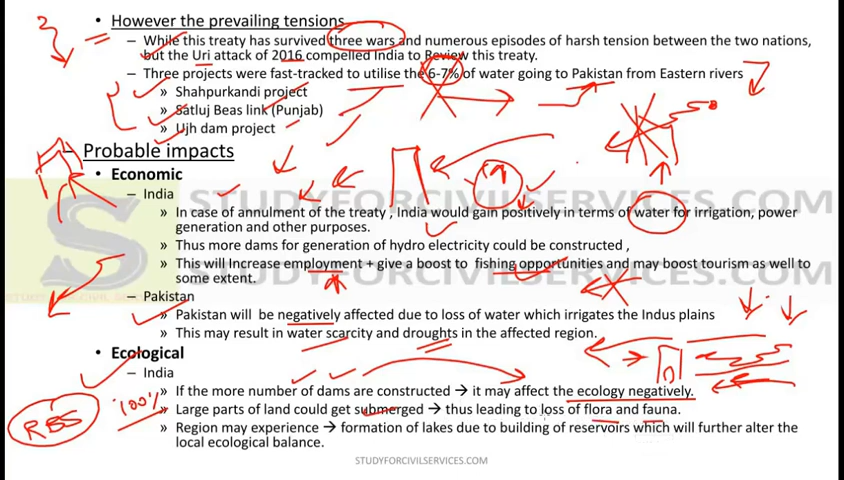 • However the prevailing tensions
– While this treaty has survived three wars and numerous episodes of harsh tension between the two nations,
but the Uri attack of 2016 compelled India to Review this treaty.
– Three projects were fast-tracked to utilise the 6-7% of water going to Pakistan from Eastern rivers
» Shahpurkandi project
» Satluj Beas link (Punjab)
» Ujh dam project
– Probable impacts
• Economic
– India
» In case of annulment of the treaty , India would gain positively in terms of water for irrigation, power
generation and other purposes.
» Thus more dams for generation of hydro electricity could be constructed ,
» This will Increase employment + give a boost to fishing opportunities and may boost tourism as well to
some extent.
– Pakistan
» Pakistan will be negatively affected due to loss of water which irrigates the Indus plains
» This may result in water scarcity and droughts in the affected region.
• Ecological
– India
» If the more number of dams are constructed → it may affect the ecology negatively.
100%
» Large parts of land could get submerged → thus leading to loss of flora and fauna.
RBS
» Region may experience → formation of lakes due to building of reservoirs which will further alter the
local ecological balance.
STUDYFORCIVILSERVICES.COM
STUDYFORCIVILSERVICES.COM
STUDYFORCIVILSERVICES.COM